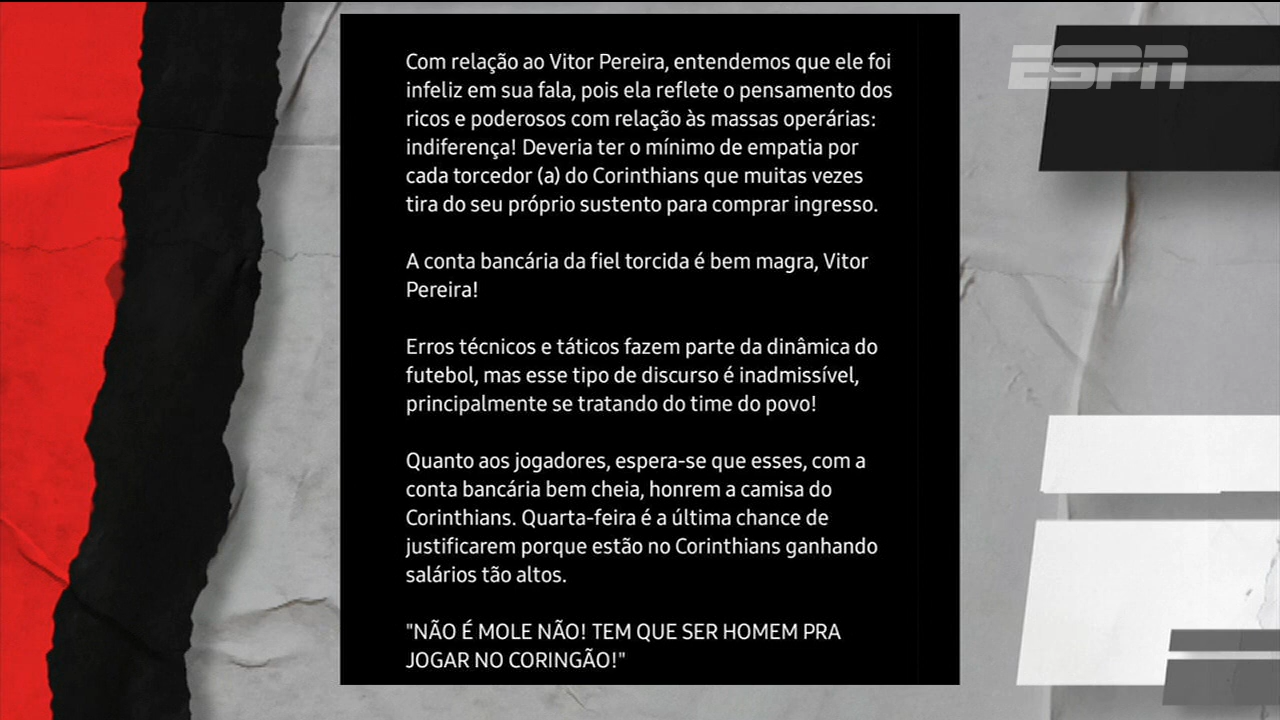 ESPN
Com relação ao Vitor Pereira, entendemos que ele foi
infeliz em sua fala, pois ela reflete o pensamento dos
ricos e poderosos com relação às massas operárias:
indiferença! Deveria ter o mínimo de empatia por
cada torcedor (a) do Corinthians que muitas vezes
tira do seu próprio sustento para comprar ingresso.
A conta bancária da fiel torcida é bem magra, Vitor
Pereira!
Erros técnicos e táticos fazem parte da dinâmica do
futebol, mas esse tipo de discurso é inadmissível,
principalmente se tratando do time do povo!
Quanto aos jogadores, espera-se que esses, com a
conta bancária bem cheia, honrem a camisa do
Corinthians. Quarta-feira é a última chance de
justificarem porque estão no Corinthians ganhando
salários tão altos.
"NÃO É MOLE NÃO! TEM QUE SER HOMEM PRA
JOGAR NO CORINGÃO!"